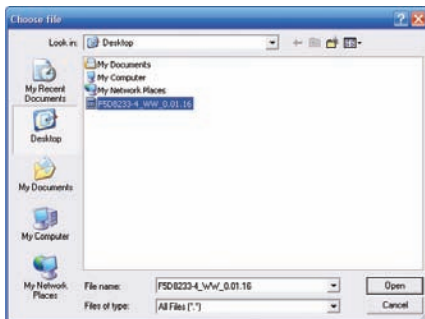 Choose file
Look in: Desktop
My Recent Documents
Desktop
My Documents
My Computer
My Network Places
My Documents
My Computer
My Network Places
F5D8233-4_WW_0.01.16
File name: F5D8233-4_WW_0.01.16 Open
Files of type: All Files (*.*) Cancel